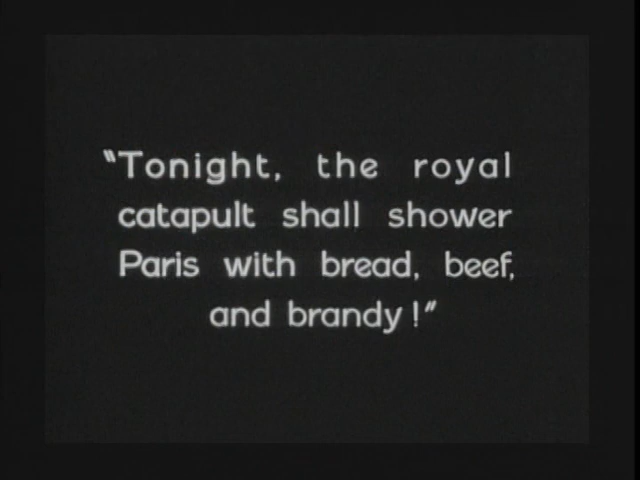 "Tonight, the royal
catapult shall shower
Paris with bread, beef,
and brandy!"